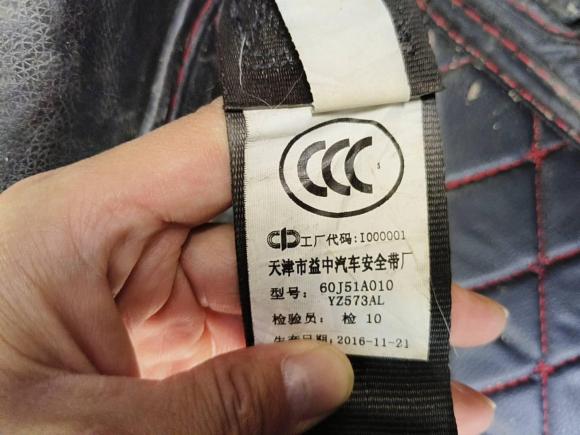 CCC S
工厂代码:I000001
天津市益中汽车安全带厂
型号: 60J51A010
YZ573AL
检验员: 检 10
生产日期:2016-11-21